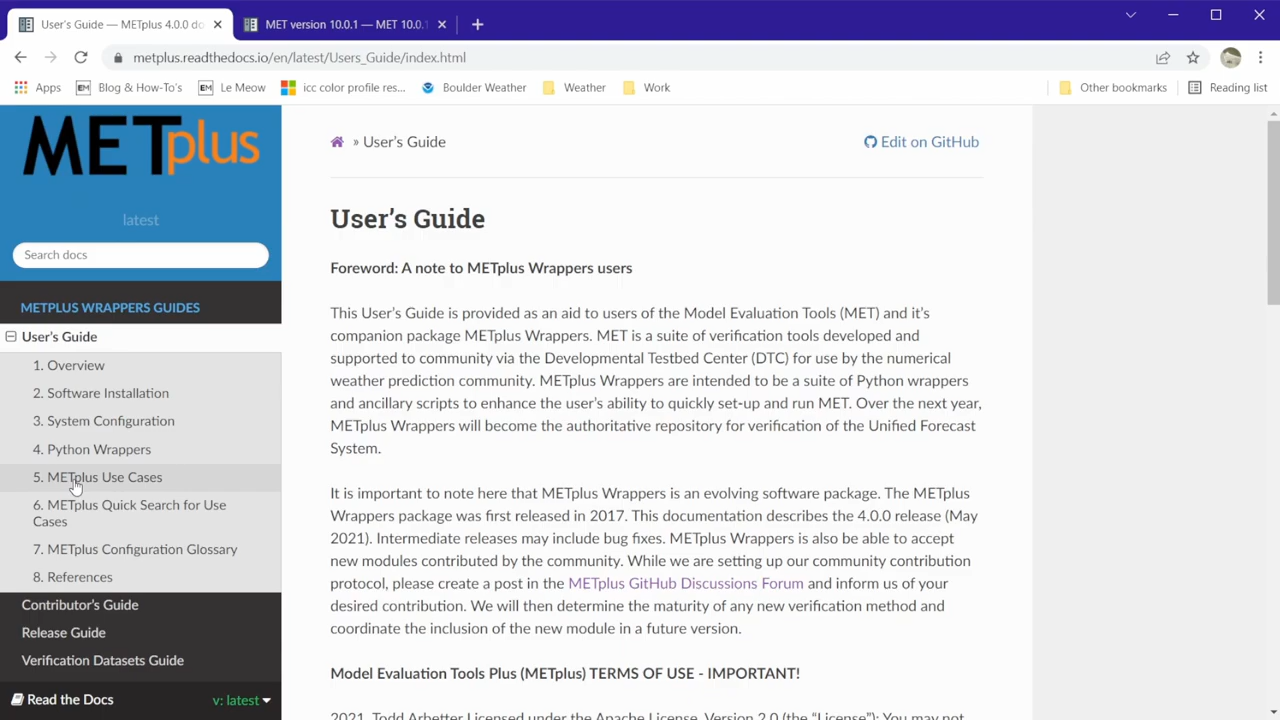 User's Guide — METplus 4.0.0 do
MET version 10.0.1 — MET 10.0.
metplus.readthedocs.io/en/latest/Users_Guide/index.html
Apps
EM Blog & How-To's
EM Le Meow
icc color profile res...
Boulder Weather
Weather
Work
Other bookmarks
Reading list
METplus
latest
Search docs
METPLUS WRAPPERS GUIDES
User's Guide
1. Overview
2. Software Installation
3. System Configuration
4. Python Wrappers
5. METplus Use Cases
6. METplus Quick Search for Use
Cases
7. METplus Configuration Glossary
8. References
Contributor's Guide
Release Guide
Verification Datasets Guide
Read the Docs
v: latest
» User's Guide
Edit on GitHub
User's Guide
Foreword: A note to METplus Wrappers users
This User's Guide is provided as an aid to users of the Model Evaluation Tools (MET) and it's
companion package METplus Wrappers. MET is a suite of verification tools developed and
supported to community via the Developmental Testbed Center (DTC) for use by the numerical
weather prediction community. METplus Wrappers are intended to be a suite of Python wrappers
and ancillary scripts to enhance the user's ability to quickly set-up and run MET. Over the next year,
METplus Wrappers will become the authoritative repository for verification of the Unified Forecast
System.
It is important to note here that METplus Wrappers is an evolving software package. The METplus
Wrappers package was first released in 2017. This documentation describes the 4.0.0 release (May
2021). Intermediate releases may include bug fixes. METplus Wrappers is also be able to accept
new modules contributed by the community. While we are setting up our community contribution
protocol, please create a post in the METplus GitHub Discussions Forum and inform us of your
desired contribution. We will then determine the maturity of any new verification method and
coordinate the inclusion of the new module in a future version.
Model Evaluation Tools Plus (METplus) TERMS OF USE - IMPORTANT!
2021, Todd Arbetter Licensed under the Apache License, Version 2.0 (the "License"); You may not